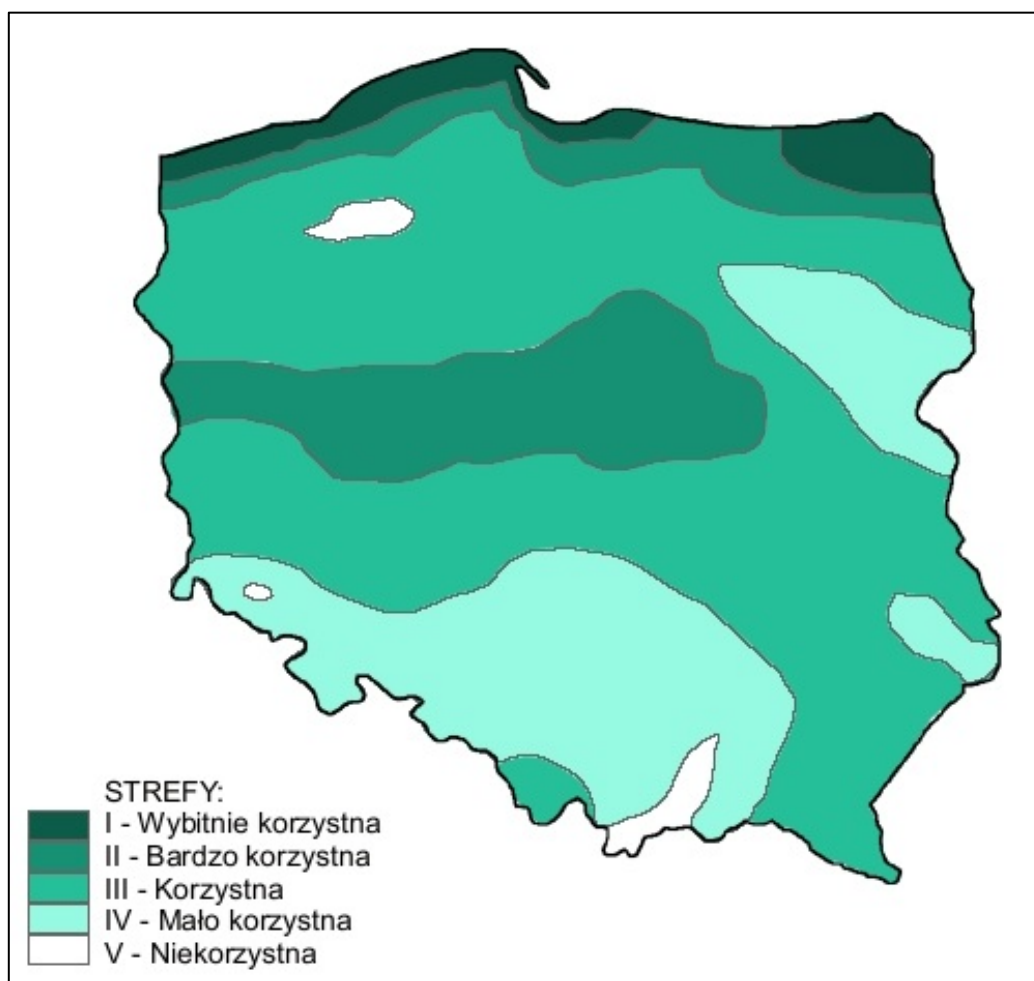 STREFY:
I - Wybitnie korzystna
II - Bardzo korzystna
III - Korzystna
IV - Mało korzystna
V - Niekorzystna